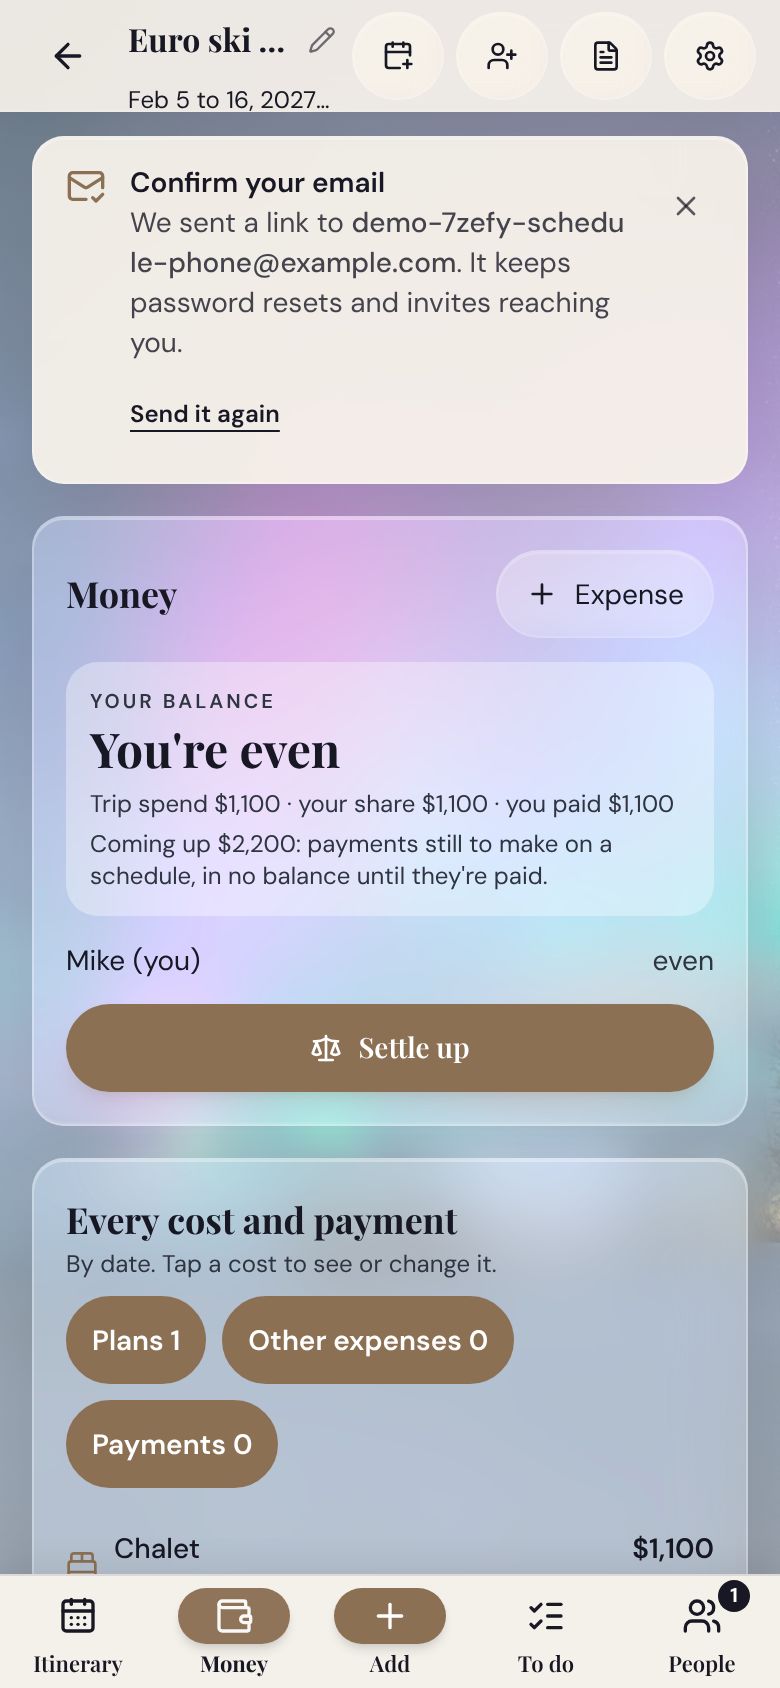 Euro ski ...
Feb 5 to 16, 2027...
Confirm your email
We sent a link to demo-7zefy-schedu
le-phone@example.com. It keeps
password resets and invites reaching
you.
Send it again
Money
+ Expense
YOUR BALANCE
You're even
Trip spend $1,100 · your share $1,100 · you paid $1,100
Coming up $2,200: payments still to make on a
schedule, in no balance until they're paid.
Mike (you) even
Settle up
Every cost and payment
By date. Tap a cost to see or change it.
Plans 1 Other expenses 0
Payments 0
Chalet $1,100
1
Itinerary Money Add To do People